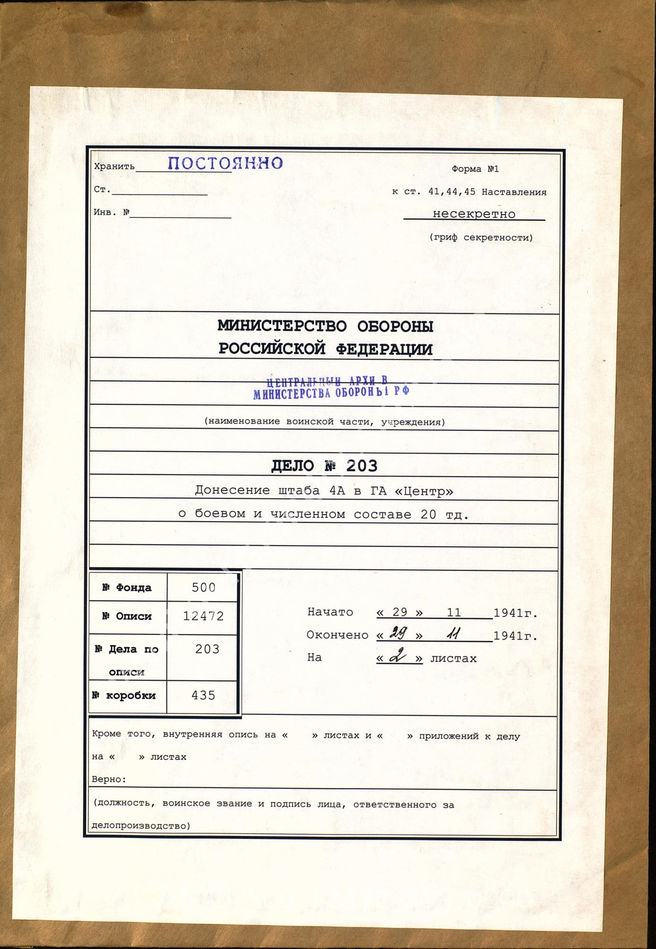 Хранить ПОСТОЯННО
Форма №1
Ст.
к ст. 41,44,45 Наставления
Инв. №
несекретно
(гриф секретности)
МИНИСТЕРСТВО ОБОРОНЫ
РОССИЙСКОЙ ФЕДЕРАЦИИ
ЦЕНТРАЛЬНЫЙ АРХИВ
МИНИСТЕРСТВА ОБОРОНЫ РФ
(наименование воинской части, учреждения)
ДЕЛО № 203
Донесение штаба 4А в ГА «Центр»
о боевом и численном составе 20 тд.
№ Фонда 500
№ Описи 12472
№ Дела по описи 203
№ коробки 435
Начато « 29 » 11 1941г.
Окончено « 29 » 11 1941г.
На « 2 » листах
Кроме того, внутренняя опись на « » листах и « » приложений к делу
на « » листах
Верно:
(должность, воинское звание и подпись лица, ответственного за
делопроизводство)